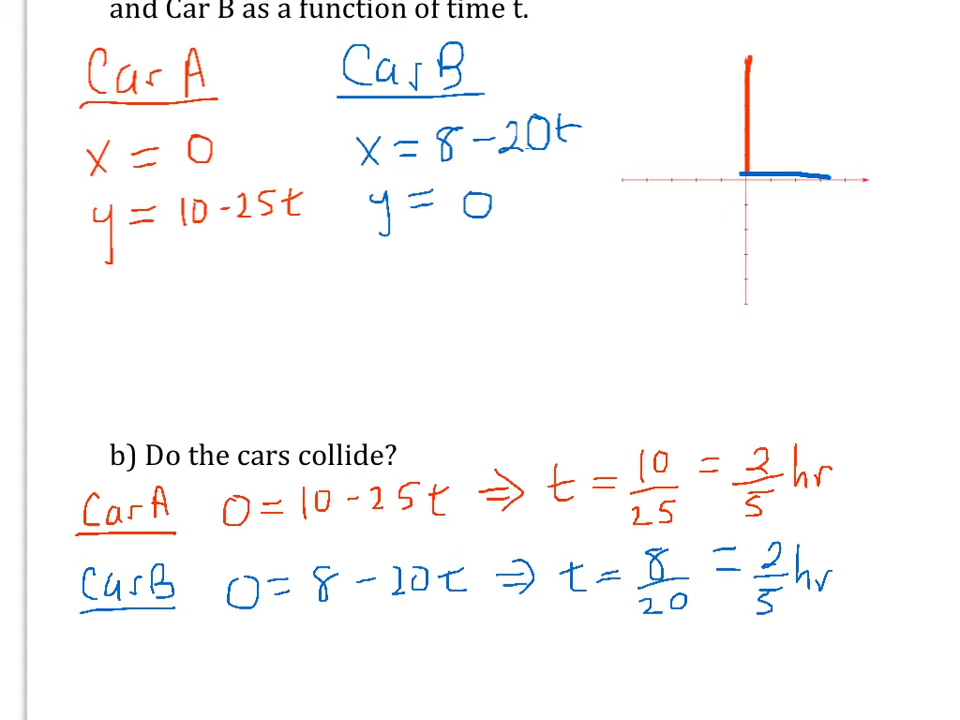 and Car B as a function of time t.
Car A Car B
x = 0 x = 8 - 20t
y = 10 - 25t y = 0
b) Do the cars collide?
Car A 0 = 10 - 25t ⇒ t = 10/25 = 2/5 hr
Car B 0 = 8 - 20t ⇒ t = 8/20 = 2/5 hr